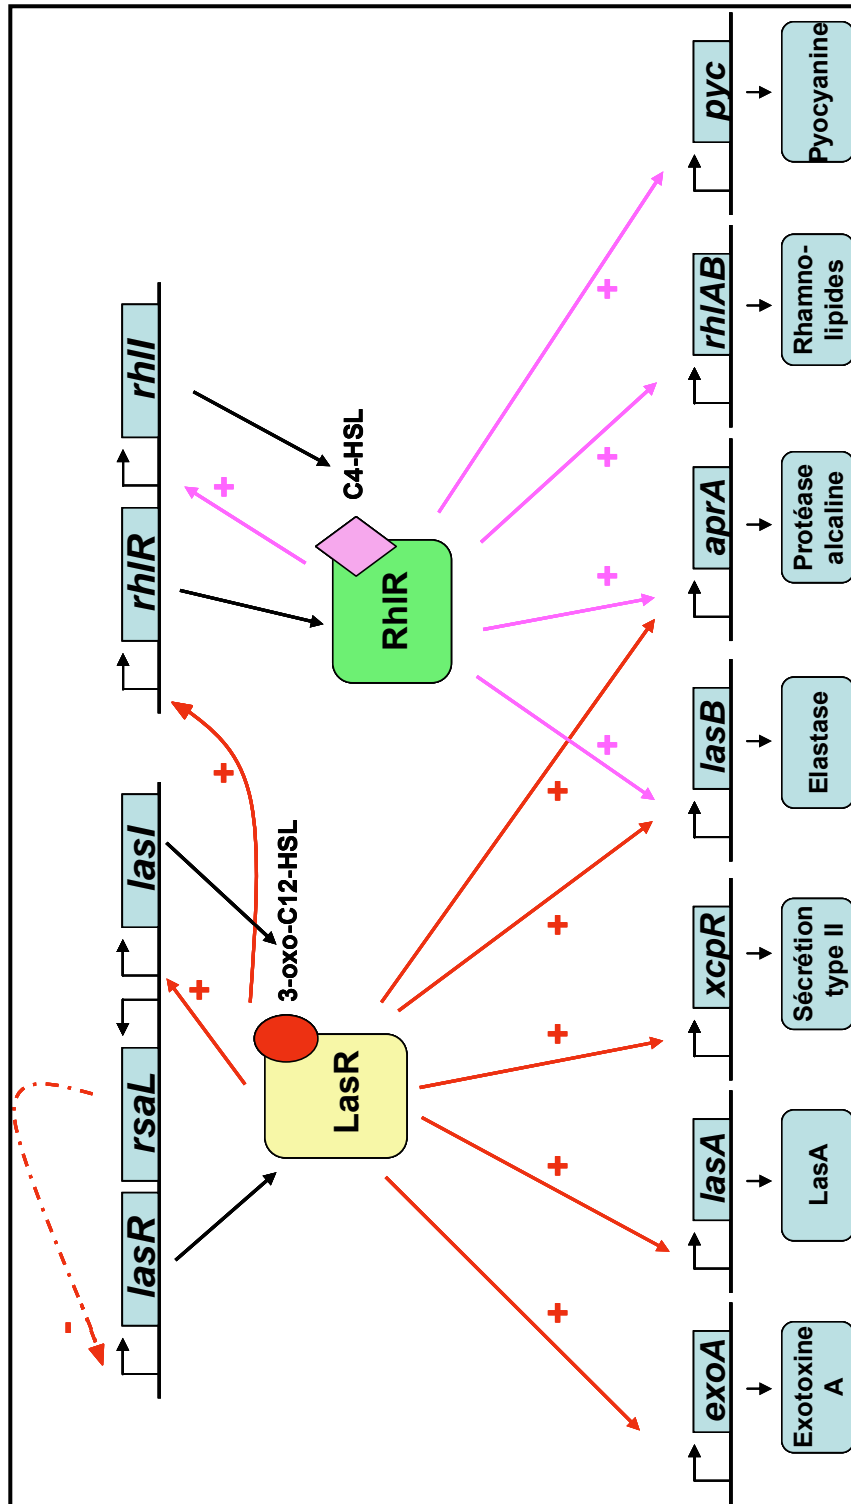 lasR
rsaL
lasI
rhlR
rhlI
-
+
+
+
3-oxo-C12-HSL
C4-HSL
LasR
RhlR
+
+
+
+
+
+
+
+
+
exoA
lasA
xcpR
lasB
aprA
rhlAB
pyc
Exotoxine
A
LasA
Sécrétion
type II
Elastase
Protéase
alcaline
Rhamno-
lipides
Pyocyanine